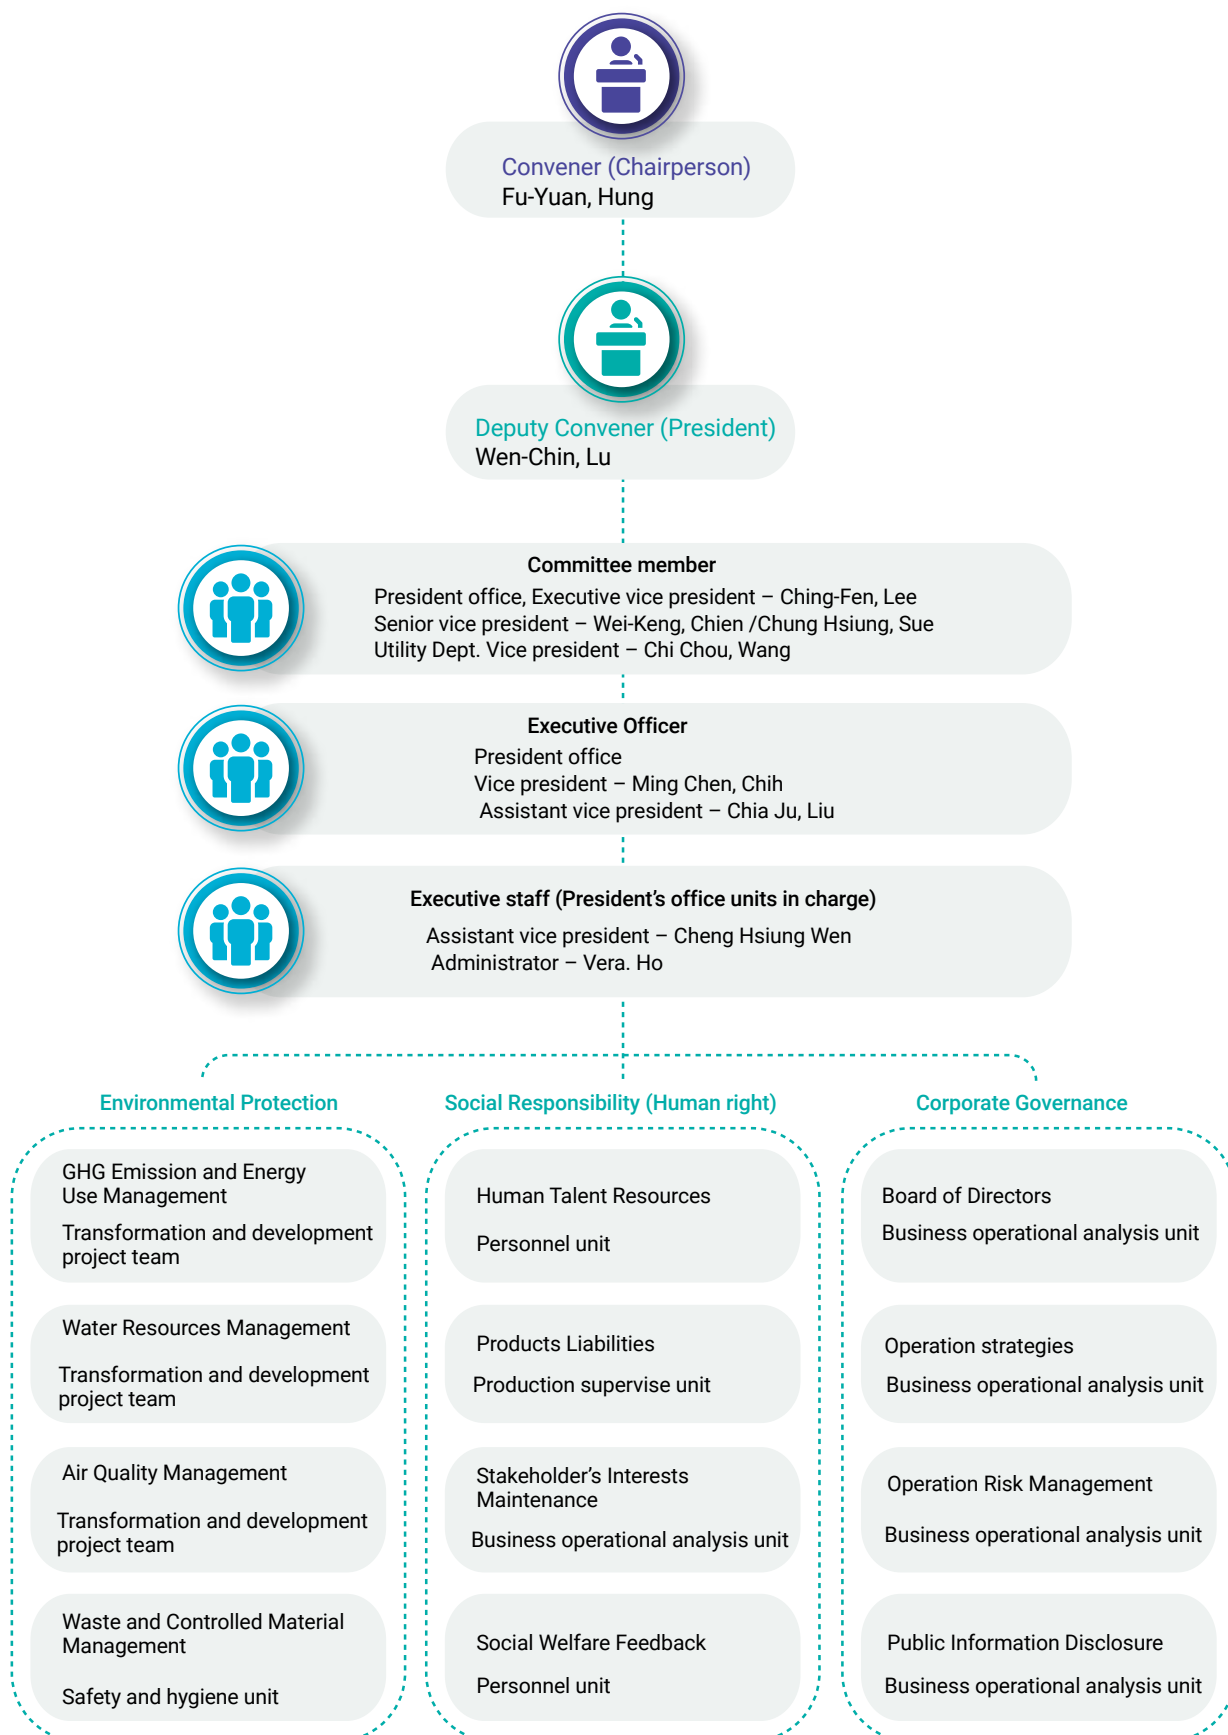 Convener (Chairperson)
Fu-Yuan, Hung
Deputy Convener (President)
Wen-Chin, Lu
Committee member
President office, Executive vice president – Ching-Fen, Lee
Senior vice president – Wei-Keng, Chien /Chung Hsiung, Sue
Utility Dept. Vice president – Chi Chou, Wang
Executive Officer
President office
Vice president – Ming Chen, Chih
Assistant vice president – Chia Ju, Liu
Executive staff (President’s office units in charge)
Assistant vice president – Cheng Hsiung Wen
Administrator – Vera. Ho
Environmental Protection
GHG Emission and Energy
Use Management
Transformation and development
project team
Water Resources Management
Transformation and development
project team
Air Quality Management
Transformation and development
project team
Waste and Controlled Material
Management
Safety and hygiene unit
Social Responsibility (Human right)
Human Talent Resources
Personnel unit
Products Liabilities
Production supervise unit
Stakeholder’s Interests
Maintenance
Business operational analysis unit
Social Welfare Feedback
Personnel unit
Corporate Governance
Board of Directors
Business operational analysis unit
Operation strategies
Business operational analysis unit
Operation Risk Management
Business operational analysis unit
Public Information Disclosure
Business operational analysis unit